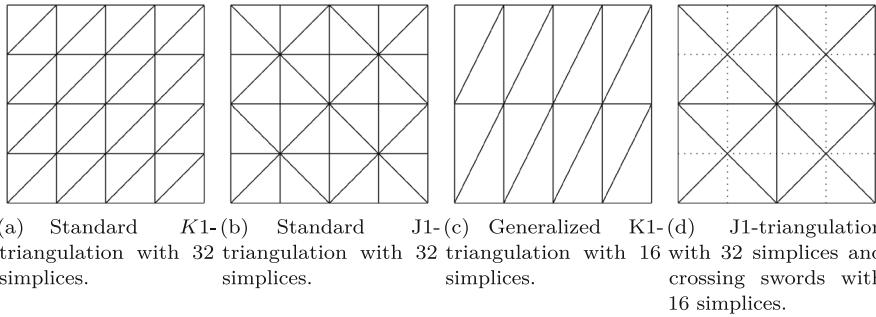 (a) Standard K1-
triangulation with 32
simplices.
(b) Standard J1-
triangulation with 32
simplices.
(c) Generalized K1-
triangulation with 16
simplices.
(d) J1-triangulation
with 32 simplices and
crossing swords with
16 simplices.